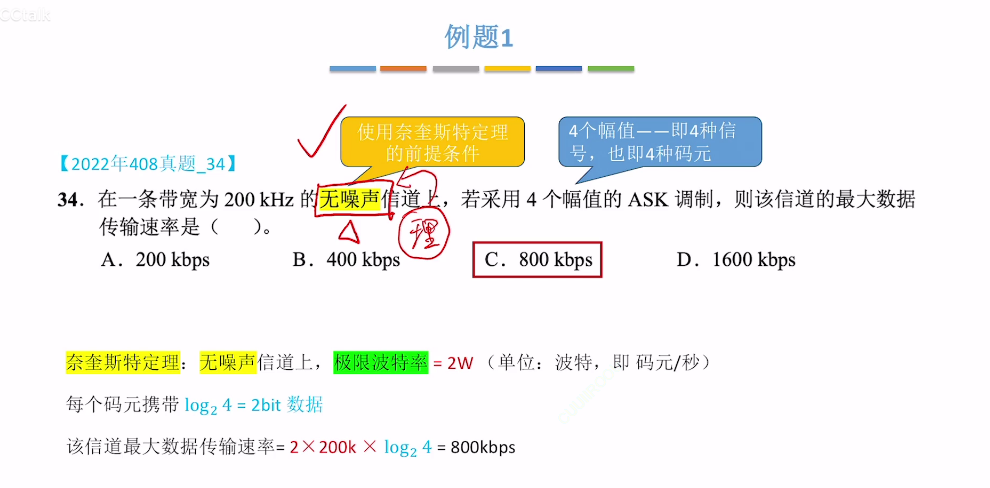 CCtalk
例题1
使用奈奎斯特定理
的前提条件
4个幅值——即4种信
号，也即4种码元
【2022年408真题_34】
34．在一条带宽为 200 kHz 的无噪声信道上，若采用 4 个幅值的 ASK 调制，则该信道的最大数据
理
传输速率是（ ）。
A．200 kbps B．400 kbps C．800 kbps D．1600 kbps
奈奎斯特定理：无噪声信道上，极限波特率 = 2W （单位：波特，即 码元/秒）
每个码元携带 log₂ 4 = 2bit 数据
该信道最大数据传输速率= 2×200k × log₂ 4 = 800kbps